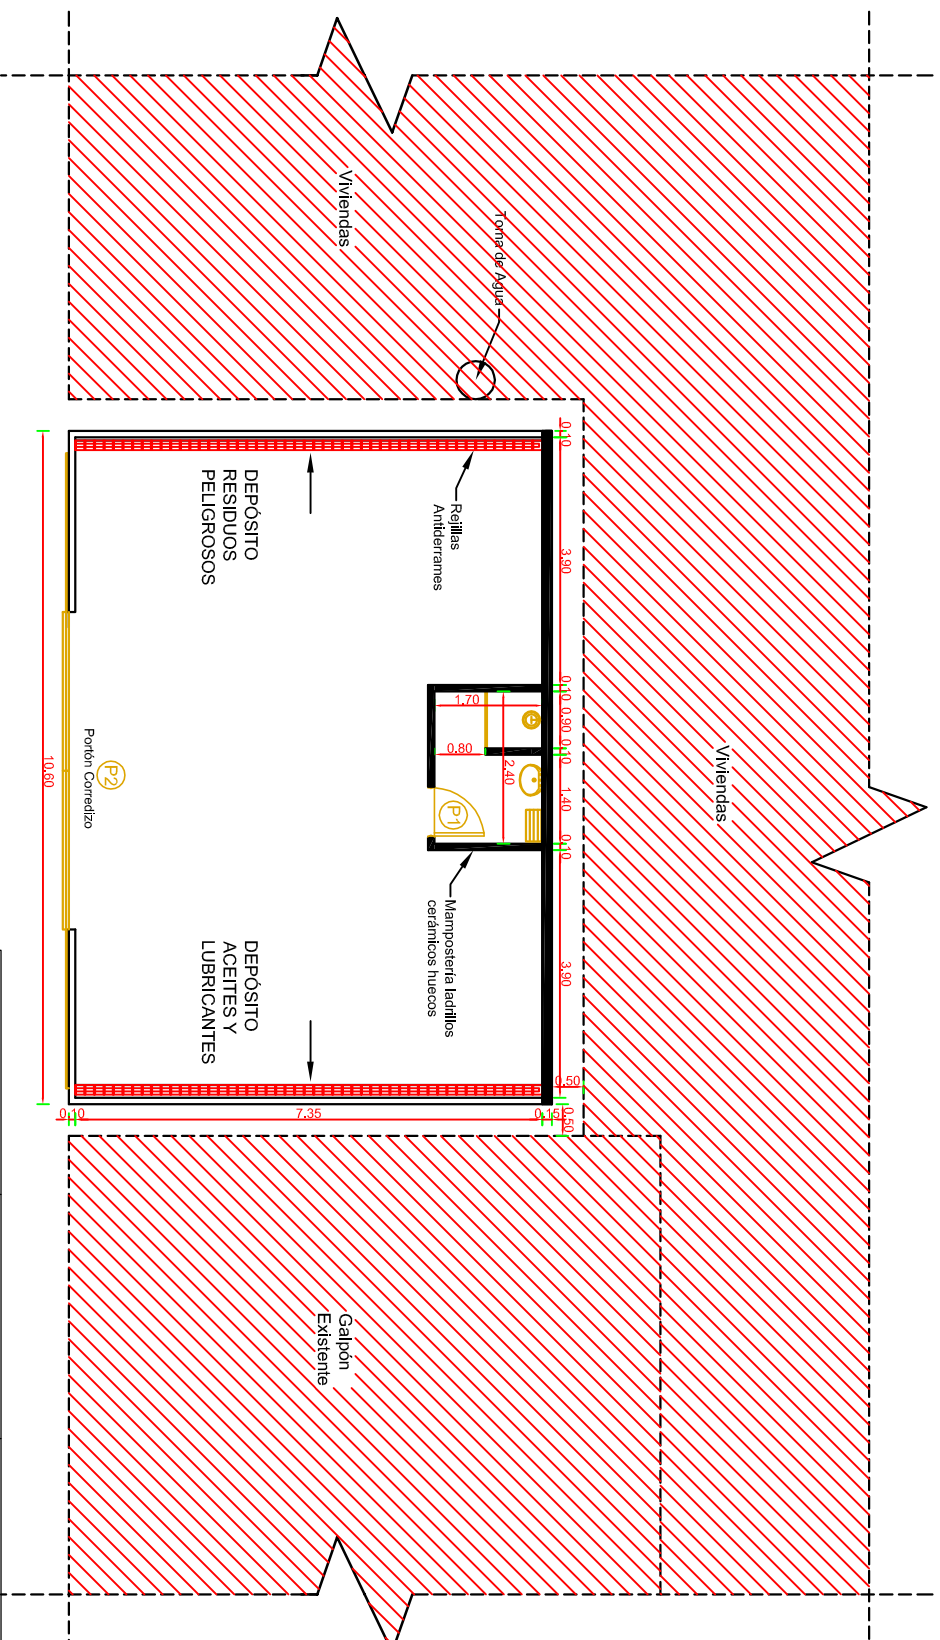 Viviendas
Toma de Agua
Viviendas
0.10
3.90
0.10
0.90
0.10
1.40
0.10
3.90
0.50
0.50
Rejillas
Antiderrames
DEPÓSITO
RESIDUOS
PELIGROSOS
1.70
0.80
2.40
P1
Mampostería ladrillos
cerámicos huecos
DEPÓSITO
ACEITES Y
LUBRICANTES
P2
Portón Corredizo
10.60
0.10
7.35
0.15
Galpón
Existente